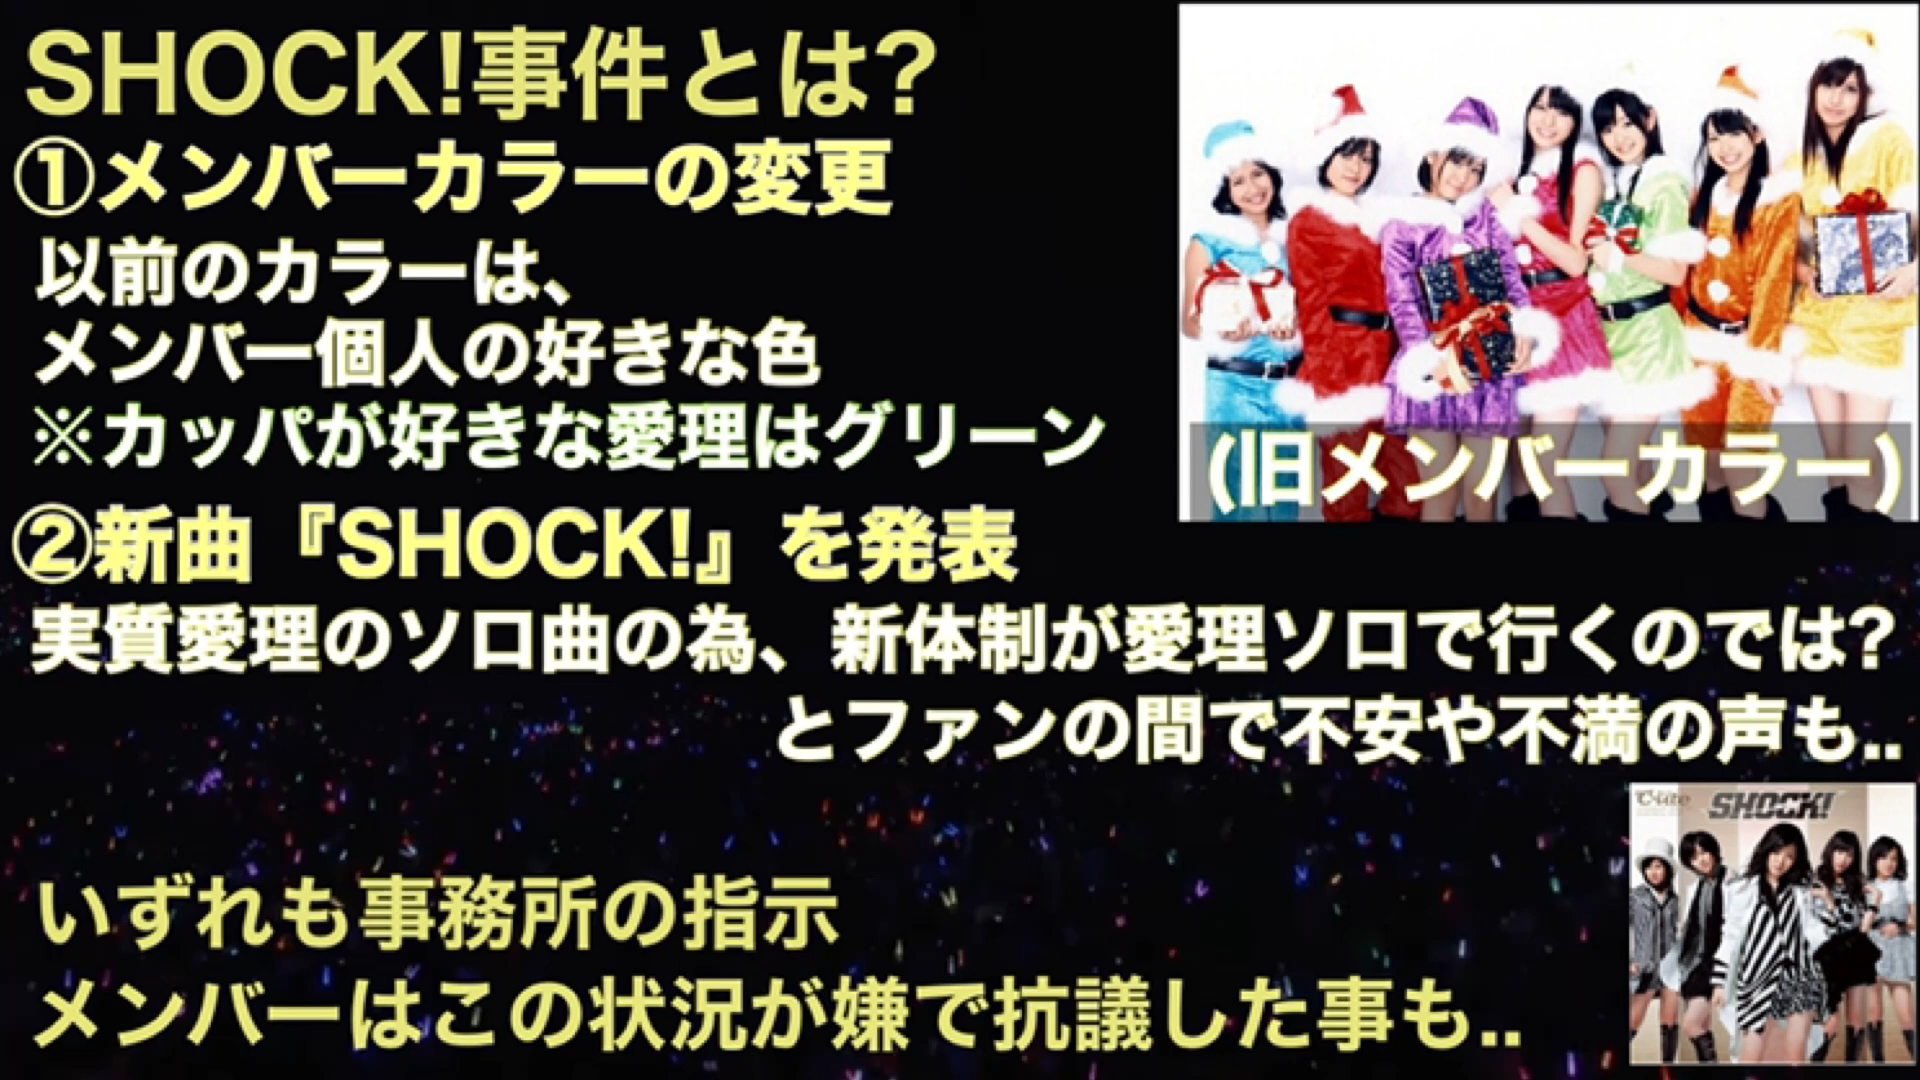 SHOCK!事件とは?
①メンバーカラーの変更
以前のカラーは、
メンバー個人の好きな色
※カッパが好きな愛理はグリーン
(旧メンバーカラー)
②新曲『SHOCK!』を発表
実質愛理のソロ曲の為、新体制が愛理ソロで行くのでは?
とファンの間で不安や不満の声も..
℃-ute
SHOCK!
いずれも事務所の指示
メンバーはこの状況が嫌で抗議した事も..